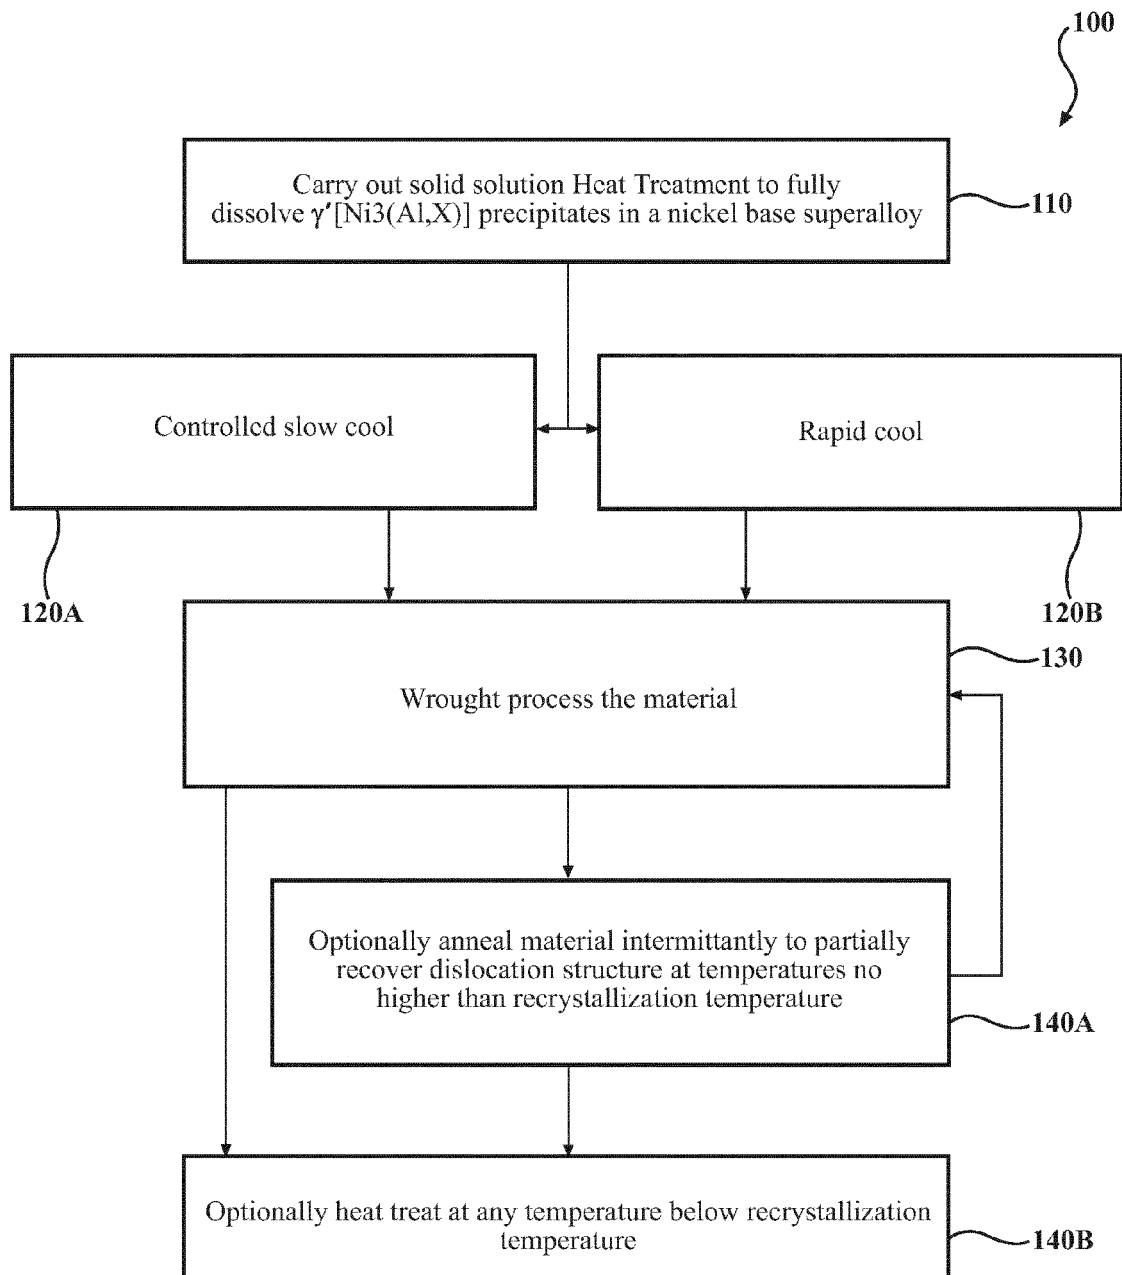 100
Carry out solid solution Heat Treatment to fully
dissolve γ′[Ni3(Al,X)] precipitates in a nickel base superalloy
110
Controlled slow cool
Rapid cool
120A
120B
130
Wrought process the material
Optionally anneal material intermittantly to partially
recover dislocation structure at temperatures no
higher than recrystallization temperature
140A
Optionally heat treat at any temperature below recrystallization
temperature
140B